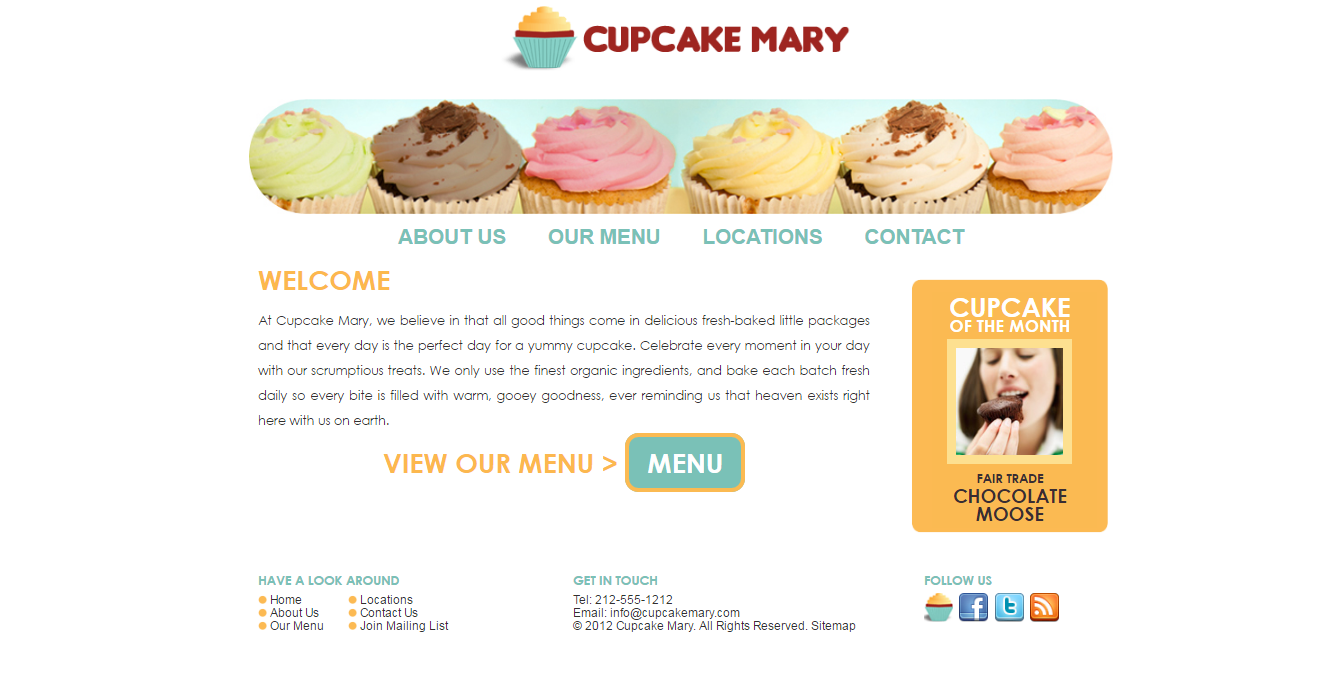 CUPCAKE MARY
ABOUT US OUR MENU LOCATIONS CONTACT
WELCOME
At Cupcake Mary, we believe in that all good things come in delicious fresh-baked little packages
and that every day is the perfect day for a yummy cupcake. Celebrate every moment in your day
with our scrumptious treats. We only use the finest organic ingredients, and bake each batch fresh
daily so every bite is filled with warm, gooey goodness, ever reminding us that heaven exists right
here with us on earth.
VIEW OUR MENU > MENU
CUPCAKE
OF THE MONTH
FAIR TRADE
CHOCOLATE
MOOSE
HAVE A LOOK AROUND
Home
About Us
Our Menu
Locations
Contact Us
Join Mailing List
GET IN TOUCH
Tel: 212-555-1212
Email: info@cupcakemary.com
© 2012 Cupcake Mary. All Rights Reserved. Sitemap
FOLLOW US